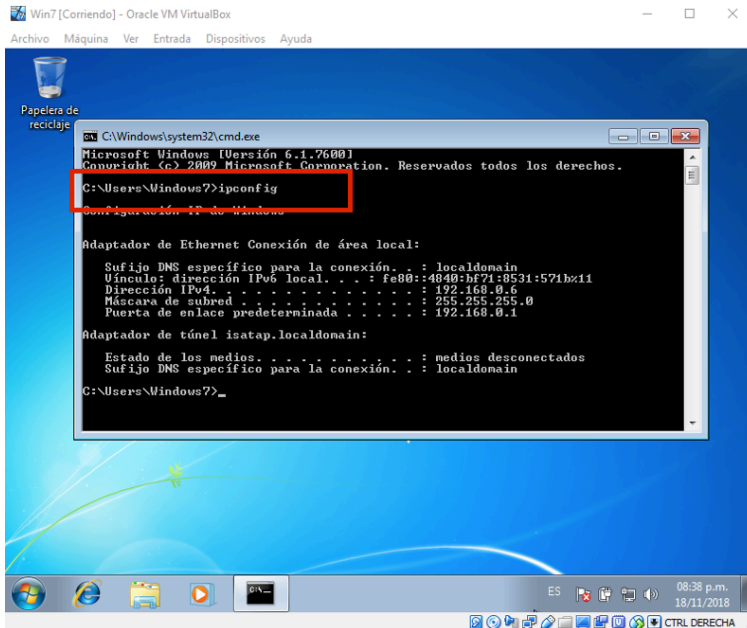 Win7 [Corriendo] - Oracle VM VirtualBox
Archivo Máquina Ver Entrada Dispositivos Ayuda
Papelera de
reciclaje
C:\Windows\system32\cmd.exe
Microsoft Windows [Versión 6.1.7600]
Copyright (c) 2009 Microsoft Corporation. Reservados todos los derechos.
C:\Users\Windows7>ipconfig
Configuración IP de Windows
Adaptador de Ethernet Conexión de área local:
Sufijo DNS específico para la conexión. . : localdomain
Vínculo: dirección IPv6 local. . . : fe80::4840:bf71:8531:571b%11
Dirección IPv4. . . . . . . . . . . . . . : 192.168.0.6
Máscara de subred . . . . . . . . . . . . : 255.255.255.0
Puerta de enlace predeterminada . . . . . : 192.168.0.1
Adaptador de túnel isatap.localdomain:
Estado de los medios. . . . . . . . . . . : medios desconectados
Sufijo DNS específico para la conexión. . : localdomain
C:\Users\Windows7>_
ES
08:38 p.m.
18/11/2018
CTRL DERECHA